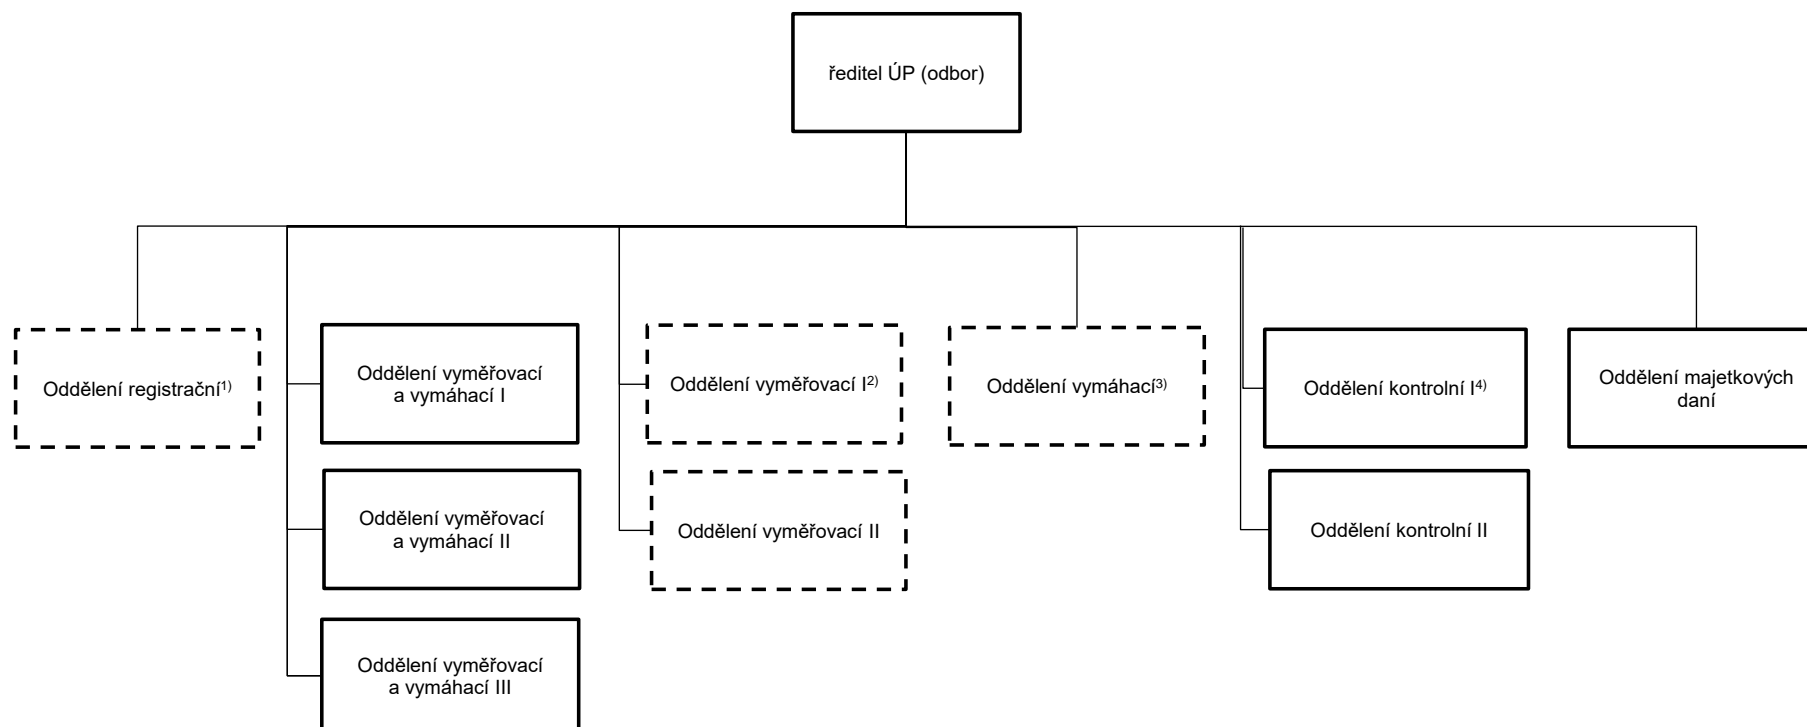 ředitel ÚP (odbor)
Oddělení registrační¹⁾
Oddělení vyměřovací
a vymáhací I
Oddělení vyměřovací I²⁾
Oddělení vymáhací³⁾
Oddělení kontrolní I⁴⁾
Oddělení majetkových
daní
Oddělení vyměřovací
a vymáhací II
Oddělení vyměřovací II
Oddělení kontrolní II
Oddělení vyměřovací
a vymáhací III